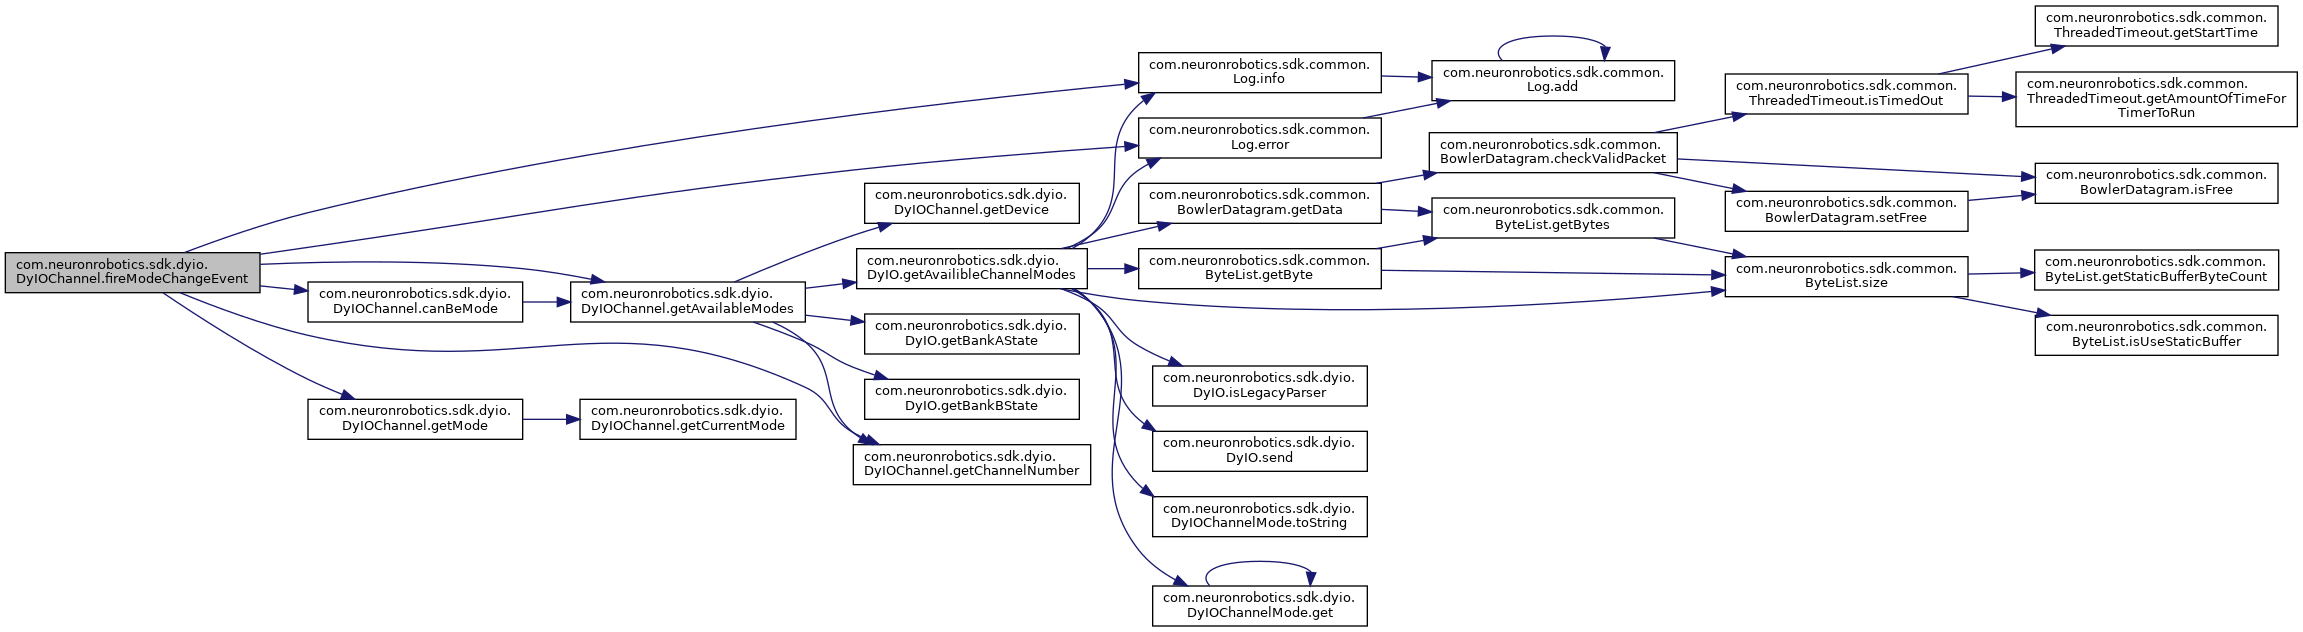 com.neuronrobotics.sdk.dyio.
DyIOChannel.fireModeChangeEvent
com.neuronrobotics.sdk.dyio.
DyIOChannel.canBeMode
com.neuronrobotics.sdk.dyio.
DyIOChannel.getMode
com.neuronrobotics.sdk.dyio.
DyIOChannel.getAvailableModes
com.neuronrobotics.sdk.dyio.
DyIOChannel.getCurrentMode
com.neuronrobotics.sdk.dyio.
DyIOChannel.getDevice
com.neuronrobotics.sdk.dyio.
DyIO.getAvailibleChannelModes
com.neuronrobotics.sdk.dyio.
DyIO.getBankAState
com.neuronrobotics.sdk.dyio.
DyIO.getBankBState
com.neuronrobotics.sdk.dyio.
DyIOChannel.getChannelNumber
com.neuronrobotics.sdk.common.
Log.info
com.neuronrobotics.sdk.common.
Log.error
com.neuronrobotics.sdk.common.
BowlerDatagram.getData
com.neuronrobotics.sdk.common.
ByteList.getByte
com.neuronrobotics.sdk.dyio.
DyIO.isLegacyParser
com.neuronrobotics.sdk.dyio.
DyIO.send
com.neuronrobotics.sdk.dyio.
DyIOChannelMode.toString
com.neuronrobotics.sdk.dyio.
DyIOChannelMode.get
com.neuronrobotics.sdk.common.
Log.add
com.neuronrobotics.sdk.common.
BowlerDatagram.checkValidPacket
com.neuronrobotics.sdk.common.
ByteList.getBytes
com.neuronrobotics.sdk.common.
ThreadedTimeout.isTimedOut
com.neuronrobotics.sdk.common.
BowlerDatagram.setFree
com.neuronrobotics.sdk.common.
ByteList.size
com.neuronrobotics.sdk.common.
ThreadedTimeout.getStartTime
com.neuronrobotics.sdk.common.
ThreadedTimeout.getAmountOfTimeFor
TimerToRun
com.neuronrobotics.sdk.common.
BowlerDatagram.isFree
com.neuronrobotics.sdk.common.
ByteList.getStaticBufferByteCount
com.neuronrobotics.sdk.common.
ByteList.isUseStaticBuffer